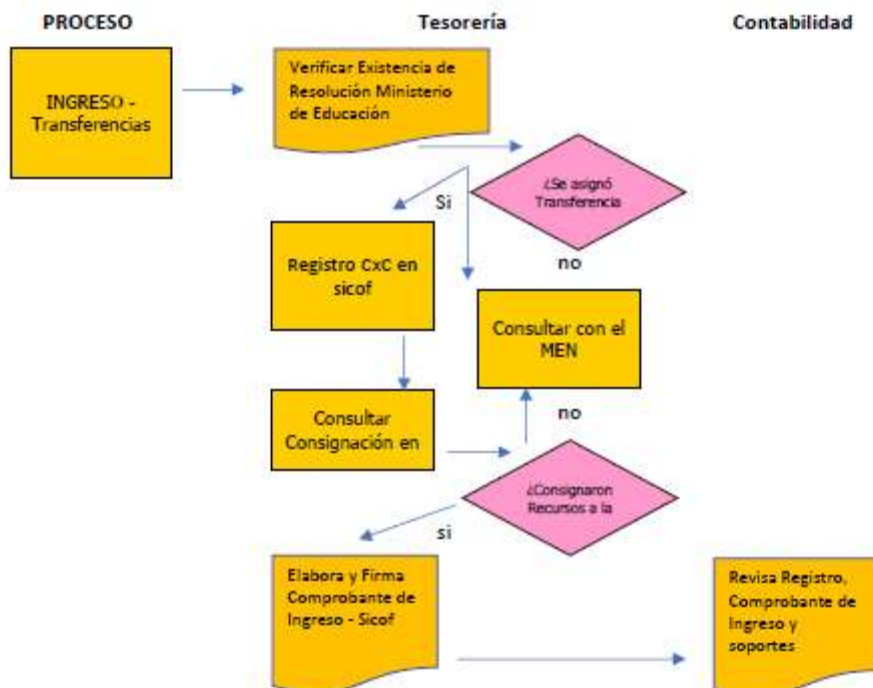 PROCESO
Tesorería
Contabilidad
INGRESO -
Transferencias
Verificar Existencia de
Resolución Ministerio
de Educación
¿Se asignó
Transferencia
Si
no
Registro CxC en
sicof
Consultar con el
MEN
Consultar
Consignación en
no
¿Consignaron
Recursos a la
si
Elabora y Firma
Comprobante de
Ingreso - Sicof
Revisa Registro,
Comprobante de
Ingreso y
soportes